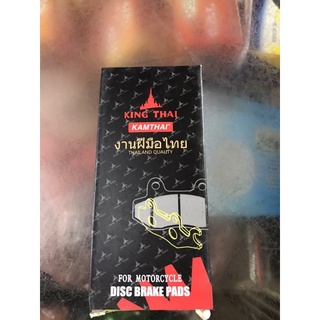 KING THAI
KAMTHAI
งานฝีมือไทย
THAILAND QUALITY
FOR MOTORCYCLE
DISC BRAKE PADS